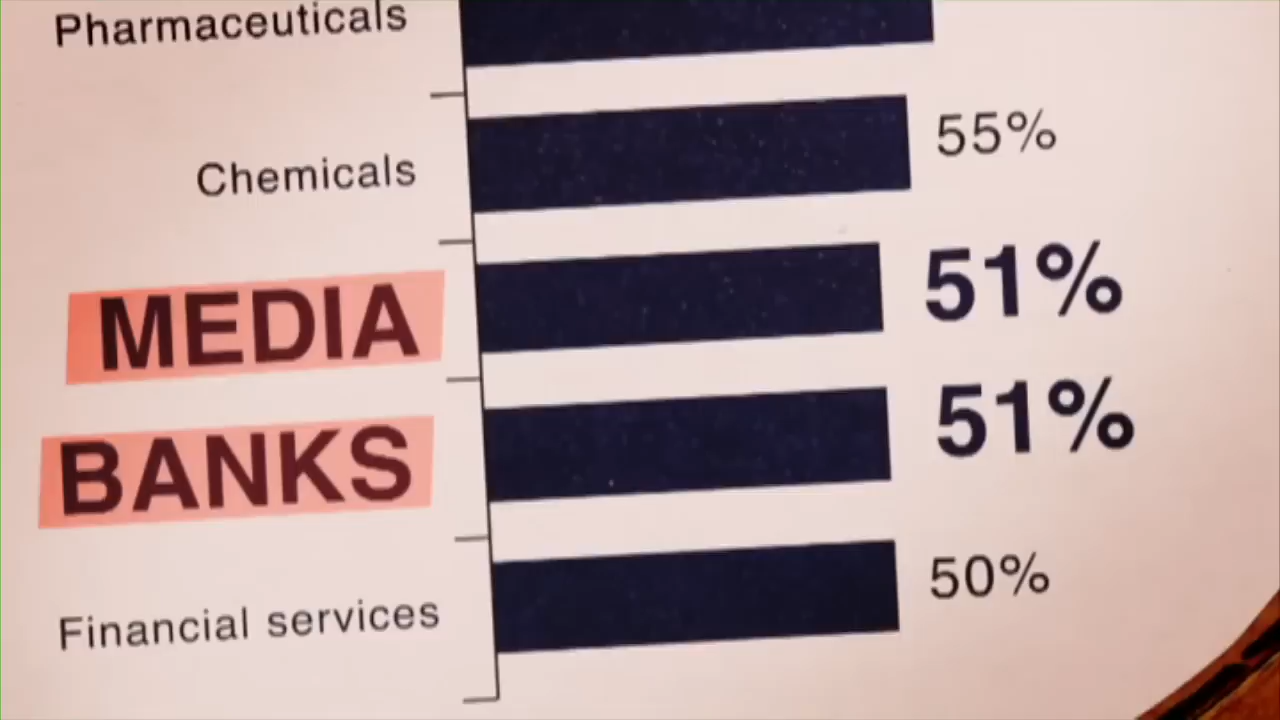 Pharmaceuticals
Chemicals 55%
MEDIA 51%
BANKS 51%
Financial services 50%